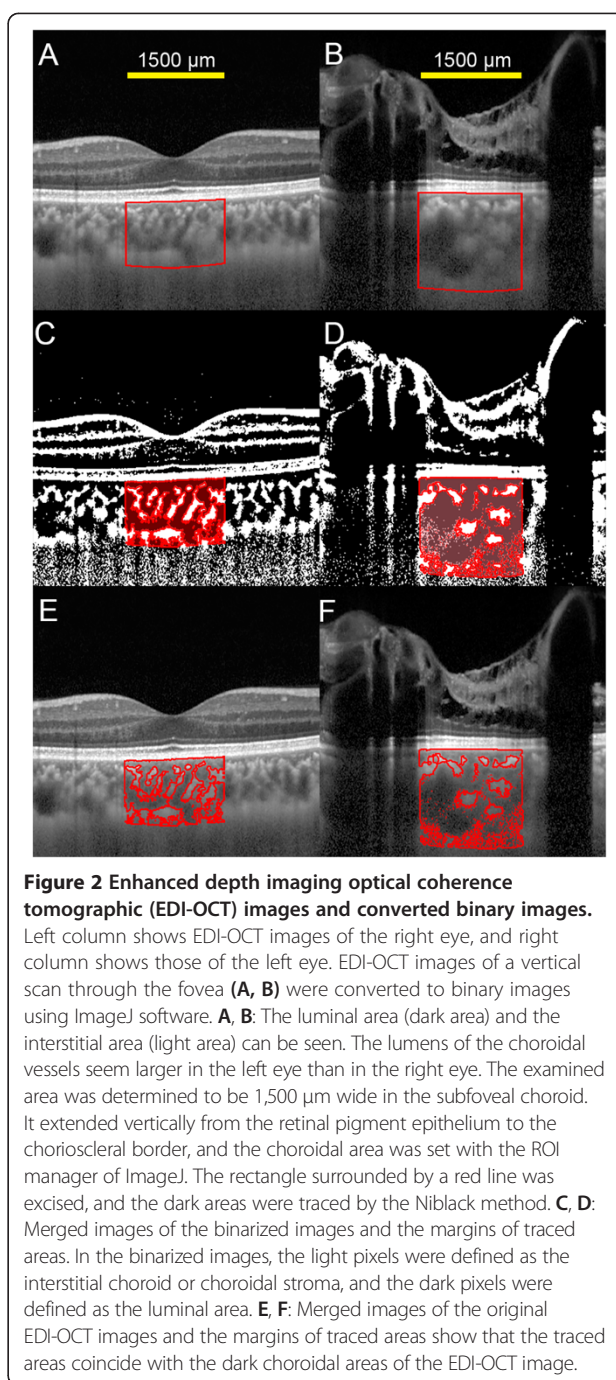 A
1500 µm
B
1500 µm
C
D
E
F
Figure 2 Enhanced depth imaging optical coherence
tomographic (EDI-OCT) images and converted binary images.
Left column shows EDI-OCT images of the right eye, and right
column shows those of the left eye. EDI-OCT images of a vertical
scan through the fovea (A, B) were converted to binary images
using ImageJ software. A, B: The luminal area (dark area) and the
interstitial area (light area) can be seen. The lumens of the choroidal
vessels seem larger in the left eye than in the right eye. The examined
area was determined to be 1,500 µm wide in the subfoveal choroid.
It extended vertically from the retinal pigment epithelium to the
chorioscleral border, and the choroidal area was set with the ROI
manager of ImageJ. The rectangle surrounded by a red line was
excised, and the dark areas were traced by the Niblack method. C, D:
Merged images of the binarized images and the margins of traced
areas. In the binarized images, the light pixels were defined as the
interstitial choroid or choroidal stroma, and the dark pixels were
defined as the luminal area. E, F: Merged images of the original
EDI-OCT images and the margins of traced areas show that the traced
areas coincide with the dark choroidal areas of the EDI-OCT image.